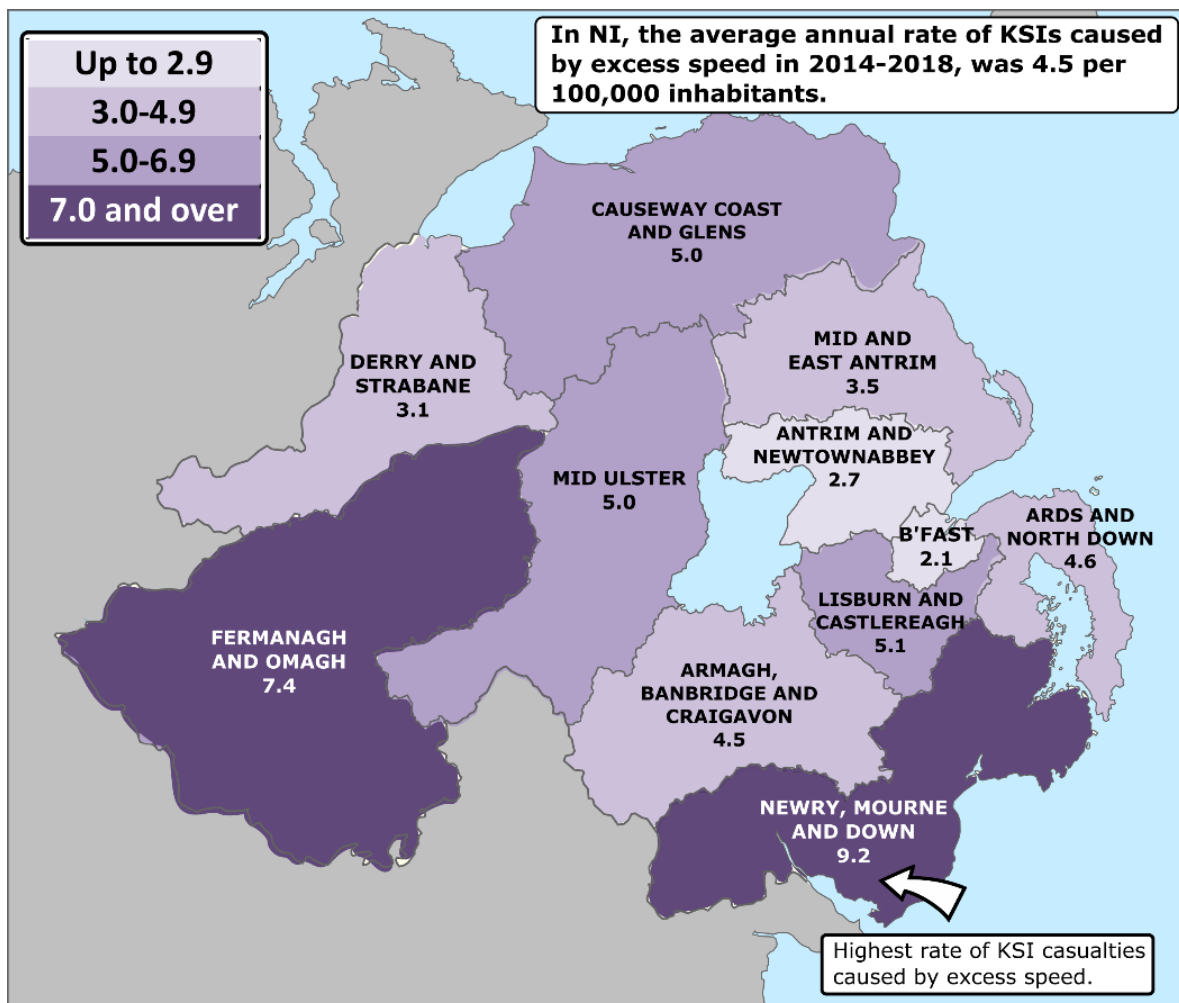 Up to 2.9
3.0-4.9
5.0-6.9
7.0 and over
In NI, the average annual rate of KSIs caused
by excess speed in 2014-2018, was 4.5 per
100,000 inhabitants.
CAUSEWAY COAST
AND GLENS
5.0
DERRY AND
STRABANE
3.1
MID AND
EAST ANTRIM
3.5
ANTRIM AND
NEWTOWNABBEY
2.7
MID ULSTER
5.0
B'FAST
2.1
ARDS AND
NORTH DOWN
4.6
LISBURN AND
CASTLEREAGH
5.1
FERMANAGH
AND OMAGH
7.4
ARMAGH,
BANBRIDGE AND
CRAIGAVON
4.5
NEWRY, MOURNE
AND DOWN
9.2
Highest rate of KSI casualties
caused by excess speed.